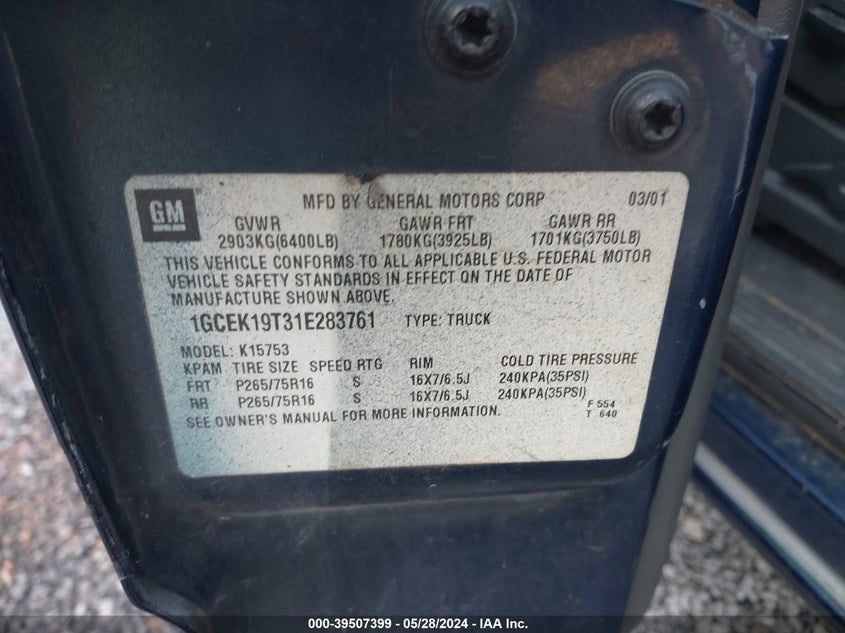 GM
MFD BY GENERAL MOTORS CORP 03/01
GVWR GAWR FRT GAWR RR
2903KG(6400LB) 1780KG(3925LB) 1701KG(3750LB)
THIS VEHICLE CONFORMS TO ALL APPLICABLE U.S. FEDERAL MOTOR
VEHICLE SAFETY STANDARDS IN EFFECT ON THE DATE OF
MANUFACTURE SHOWN ABOVE.
1GCEK19T31E283761 TYPE: TRUCK
MODEL: K15753
KPAM TIRE SIZE SPEED RTG RIM COLD TIRE PRESSURE
FRT P265/75R16 S 16X7/6.5J 240KPA(35PSI)
RR P265/75R16 S 16X7/6.5J 240KPA(35PSI)
SEE OWNER'S MANUAL FOR MORE INFORMATION.
F 554
T 640
000-39507399 - 05/28/2024 - IAA Inc.